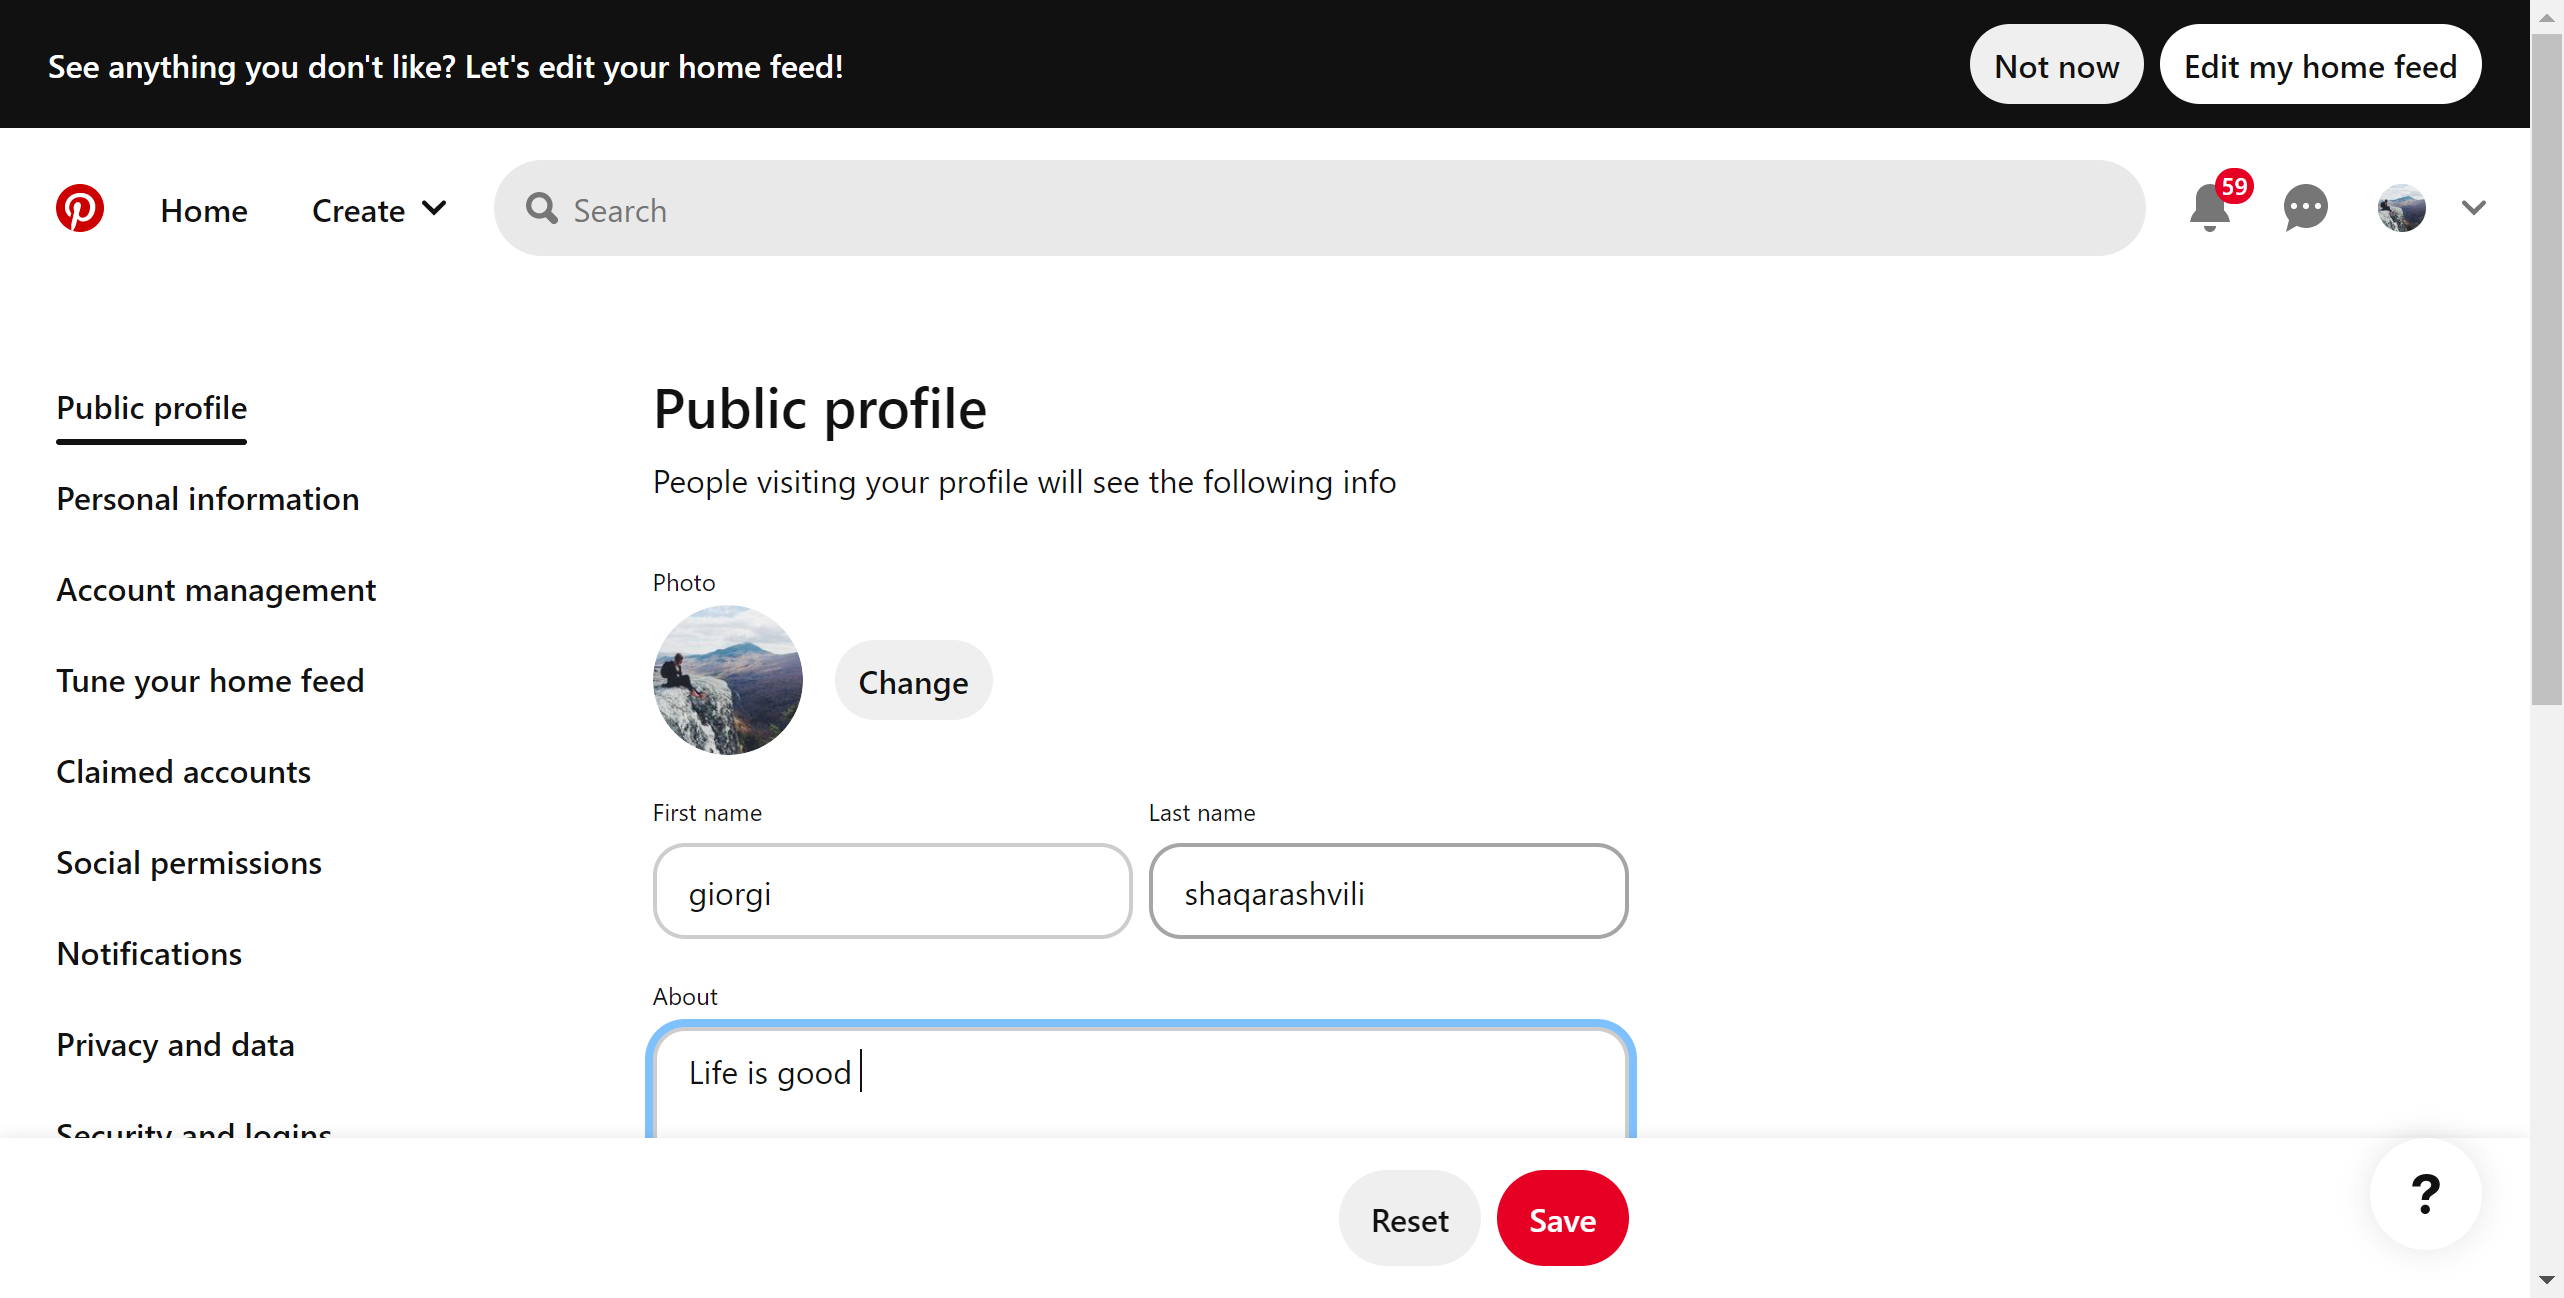 See anything you don't like? Let's edit your home feed!
Not now
Edit my home feed
Home
Create
Search
59
Public profile
Personal information
Account management
Tune your home feed
Claimed accounts
Social permissions
Notifications
Privacy and data
Security and logins
Public profile
People visiting your profile will see the following info
Photo
Change
First name
Last name
giorgi
shaqarashvili
About
Life is good
Reset
Save
?